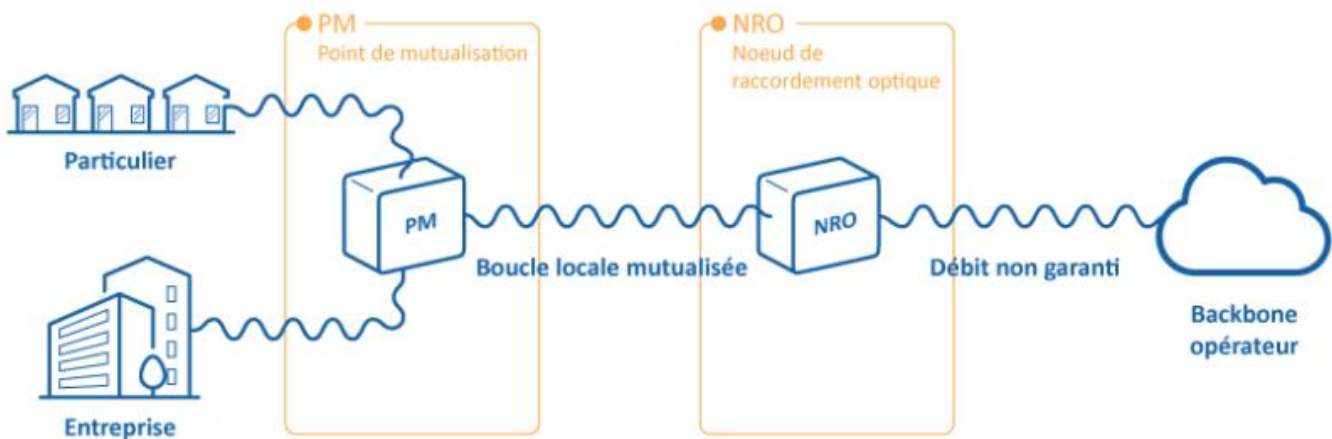 PM
Point de mutualisation
NRO
Noeud de
raccordement optique
Particulier
PM
NRO
Boucle locale mutualisée
Débit non garanti
Backbone
opérateur
Entreprise